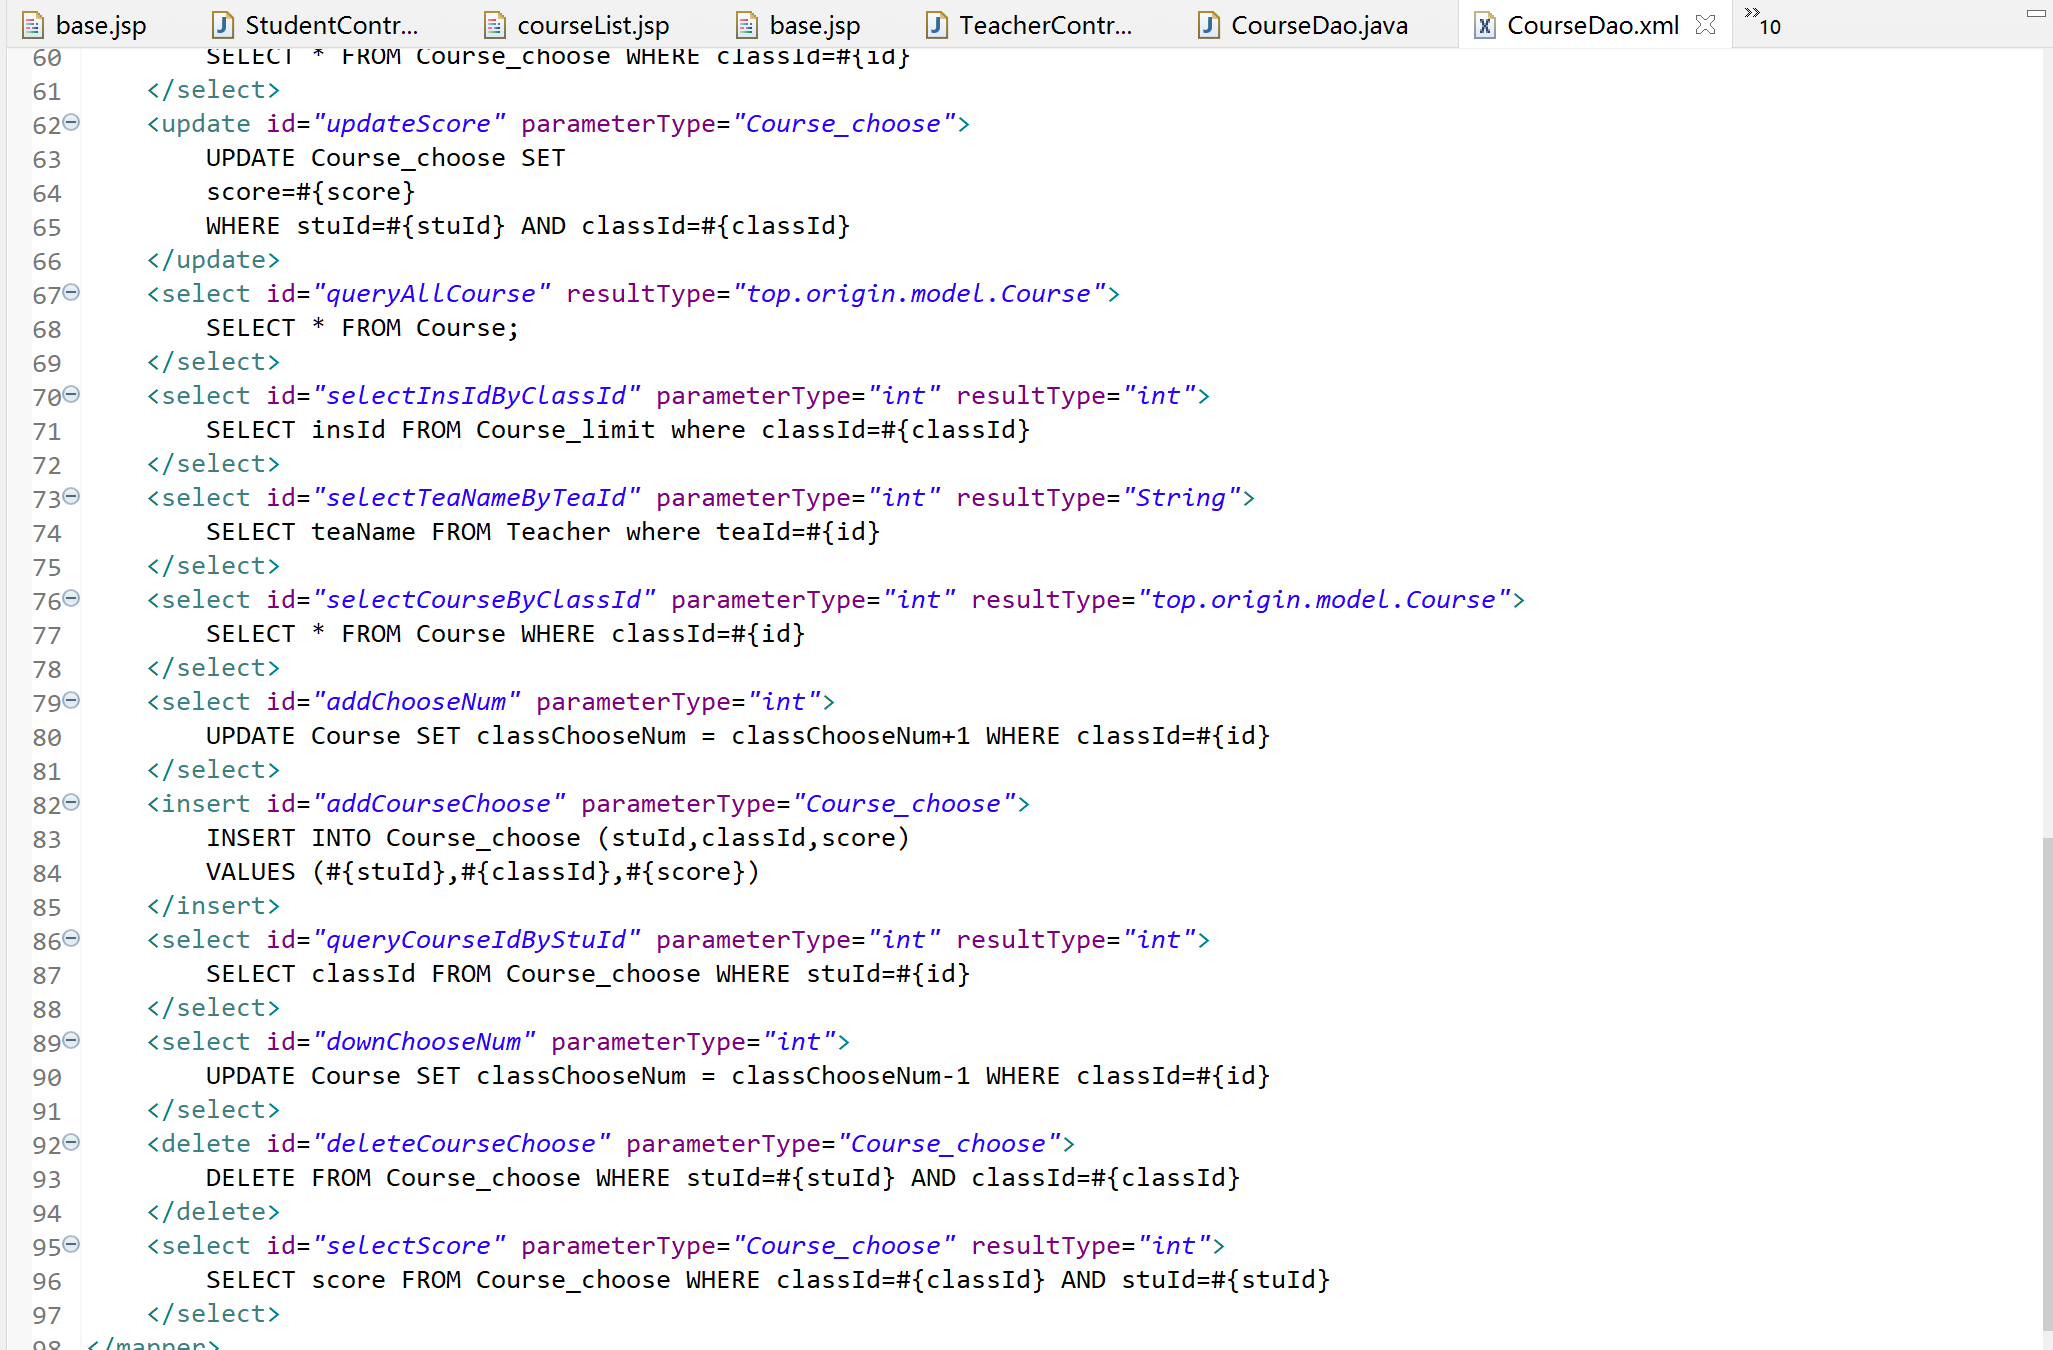 base.jsp StudentContr... courseList.jsp base.jsp TeacherContr... CourseDao.java CourseDao.xml »10
60 SELECT * FROM Course_choose WHERE classId=#{id}
61 </select>
62 <update id="updateScore" parameterType="Course_choose">
63 UPDATE Course_choose SET
64 score=#{score}
65 WHERE stuId=#{stuId} AND classId=#{classId}
66 </update>
67 <select id="queryAllCourse" resultType="top.origin.model.Course">
68 SELECT * FROM Course;
69 </select>
70 <select id="selectInsIdByClassId" parameterType="int" resultType="int">
71 SELECT insId FROM Course_limit where classId=#{classId}
72 </select>
73 <select id="selectTeaNameByTeaId" parameterType="int" resultType="String">
74 SELECT teaName FROM Teacher where teaId=#{id}
75 </select>
76 <select id="selectCourseByClassId" parameterType="int" resultType="top.origin.model.Course">
77 SELECT * FROM Course WHERE classId=#{id}
78 </select>
79 <select id="addChooseNum" parameterType="int">
80 UPDATE Course SET classChooseNum = classChooseNum+1 WHERE classId=#{id}
81 </select>
82 <insert id="addCourseChoose" parameterType="Course_choose">
83 INSERT INTO Course_choose (stuId,classId,score)
84 VALUES (#{stuId},#{classId},#{score})
85 </insert>
86 <select id="queryCourseIdByStuId" parameterType="int" resultType="int">
87 SELECT classId FROM Course_choose WHERE stuId=#{id}
88 </select>
89 <select id="downChooseNum" parameterType="int">
90 UPDATE Course SET classChooseNum = classChooseNum-1 WHERE classId=#{id}
91 </select>
92 <delete id="deleteCourseChoose" parameterType="Course_choose">
93 DELETE FROM Course_choose WHERE stuId=#{stuId} AND classId=#{classId}
94 </delete>
95 <select id="selectScore" parameterType="Course_choose" resultType="int">
96 SELECT score FROM Course_choose WHERE classId=#{classId} AND stuId=#{stuId}
97 </select>
98 </mapper>